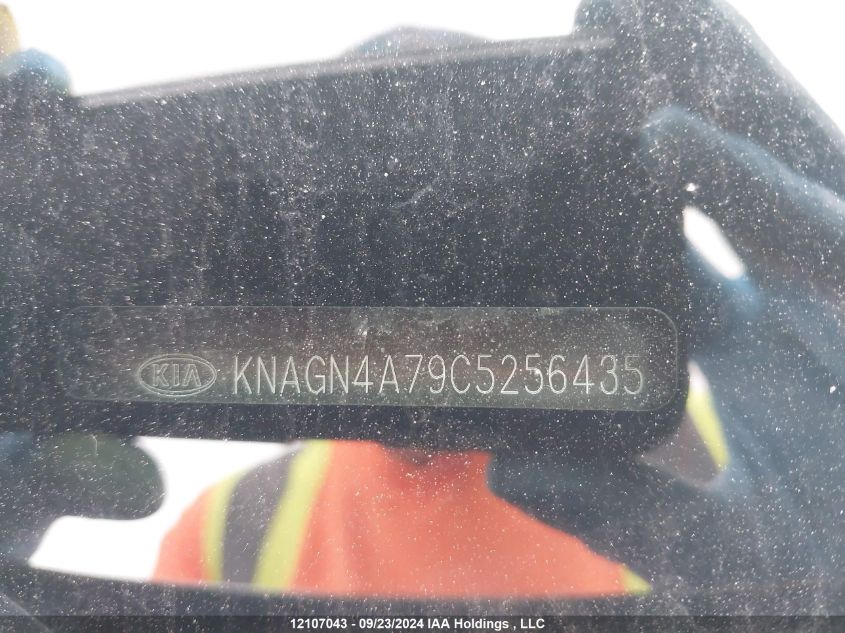 KIA KNAGN4A79C5256435
12107043 - 09/23/2024 IAA Holdings , LLC